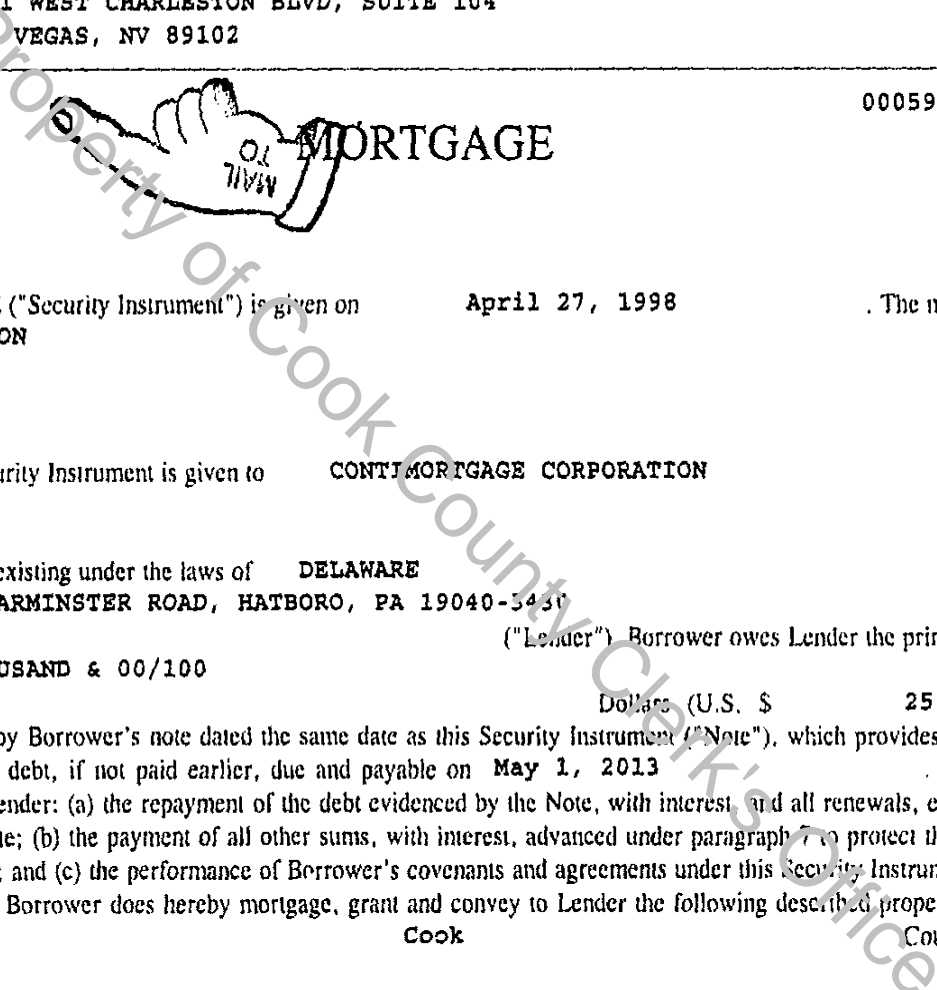 1 WEST CHARLESTON BLVD, SUITE 104
VEGAS, NV 89102
00059
MAIL
TO
MORTGAGE
("Security Instrument") is given on April 27, 1998 . The
ON
urity Instrument is given to CONTIMORTGAGE CORPORATION
existing under the laws of DELAWARE
ARMINSTER ROAD, HATBORO, PA 19040-3430
("Lender"). Borrower owes Lender the prin
USAND & 00/100
Dollars (U.S. $ 25
by Borrower's note dated the same date as this Security Instrument ("Note"), which provides
debt, if not paid earlier, due and payable on May 1, 2013 .
ender: (a) the repayment of the debt evidenced by the Note, with interest, and all renewals, e
te; (b) the payment of all other sums, with interest, advanced under paragraph 7 to protect th
; and (c) the performance of Borrower's covenants and agreements under this Security Instrum
Borrower does hereby mortgage, grant and convey to Lender the following described prope
Cook Cou
Property of Cook County Clerk's Office